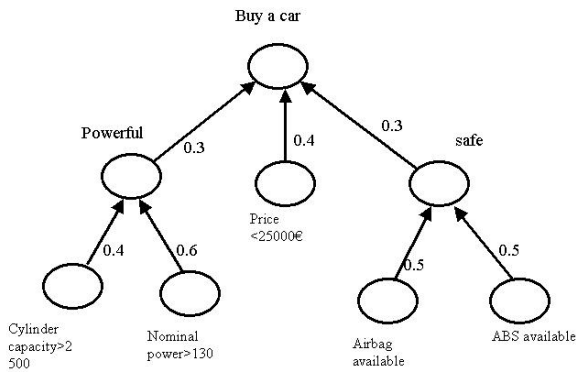 Buy a car
Powerful
0.3
0.4
0.3
safe
Price
<25000€
0.4
0.6
0.5
0.5
Cylinder
capacity>2
500
Nominal
power>130
Airbag
available
ABS available